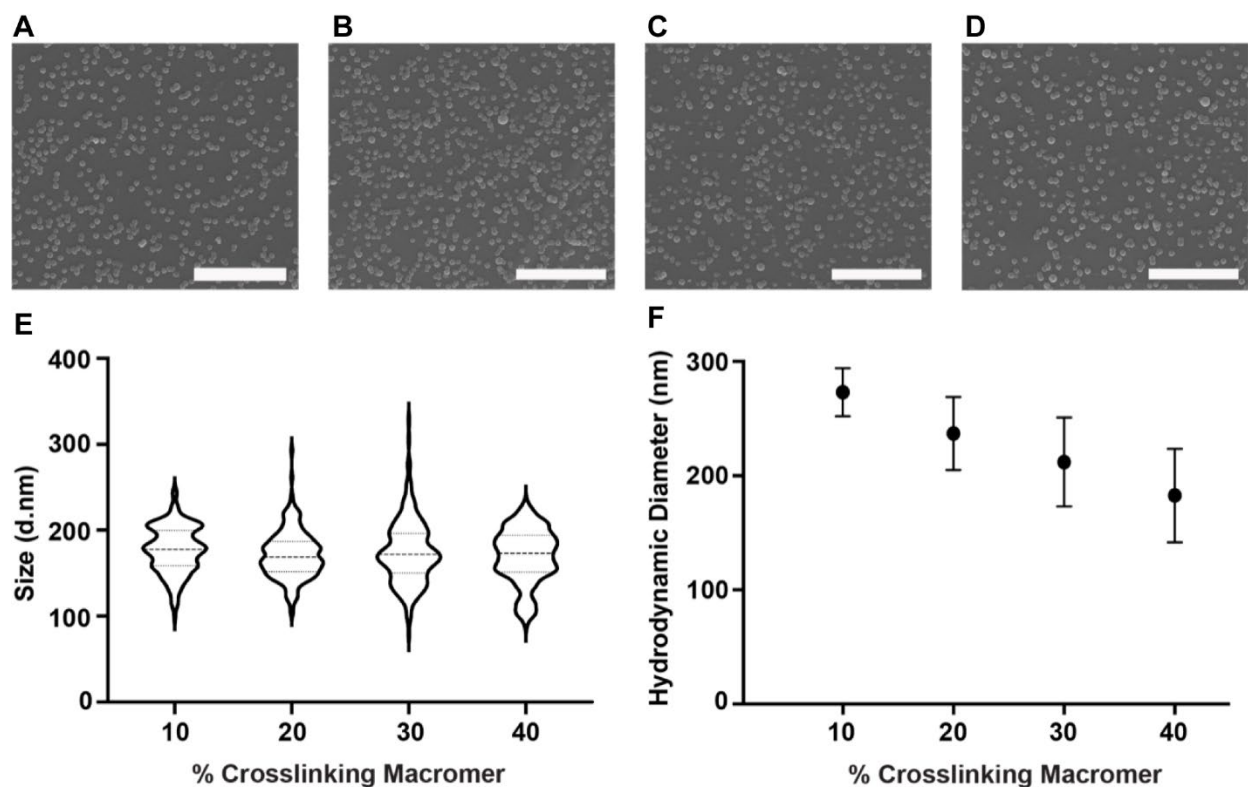 A
B
C
D
E
400
300
200
100
0
Size (d.nm)
10 20 30 40
% Crosslinking Macromer
F
300
200
100
0
Hydrodynamic Diameter (nm)
10 20 30 40
% Crosslinking Macromer